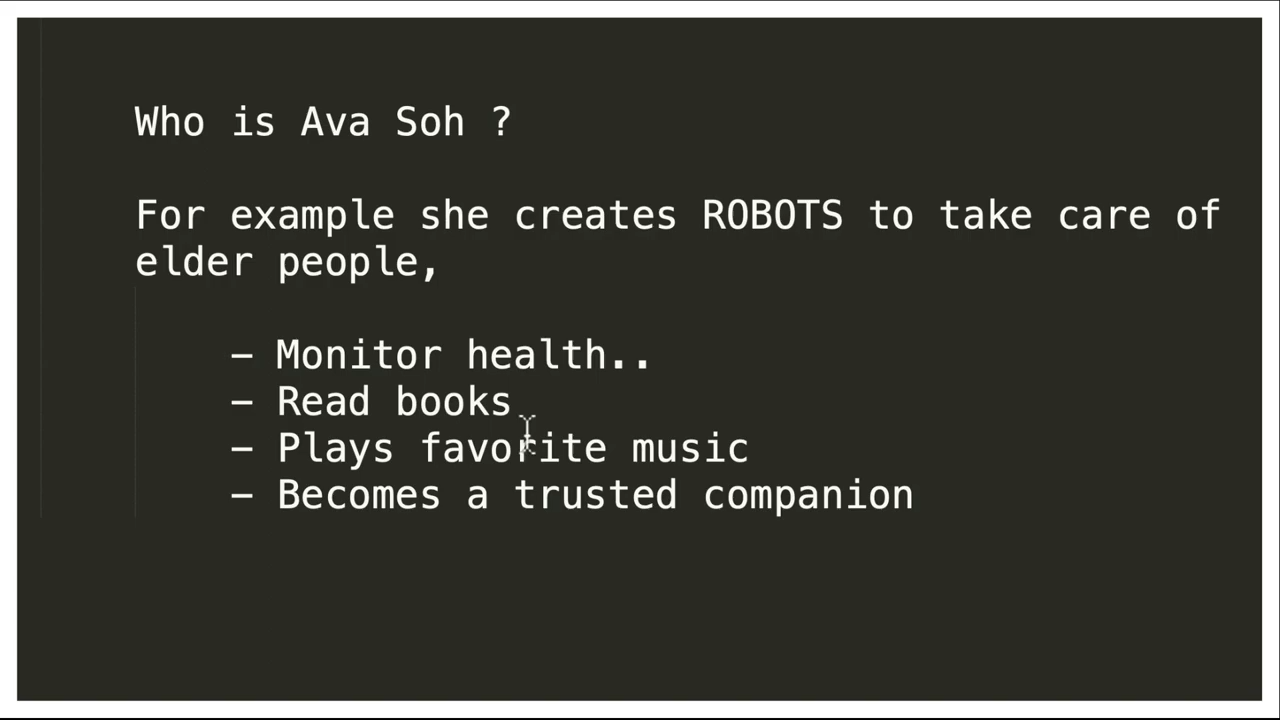 Who is Ava Soh ?
For example she creates ROBOTS to take care of
elder people,
- Monitor health..
- Read books
- Plays favorite music
- Becomes a trusted companion